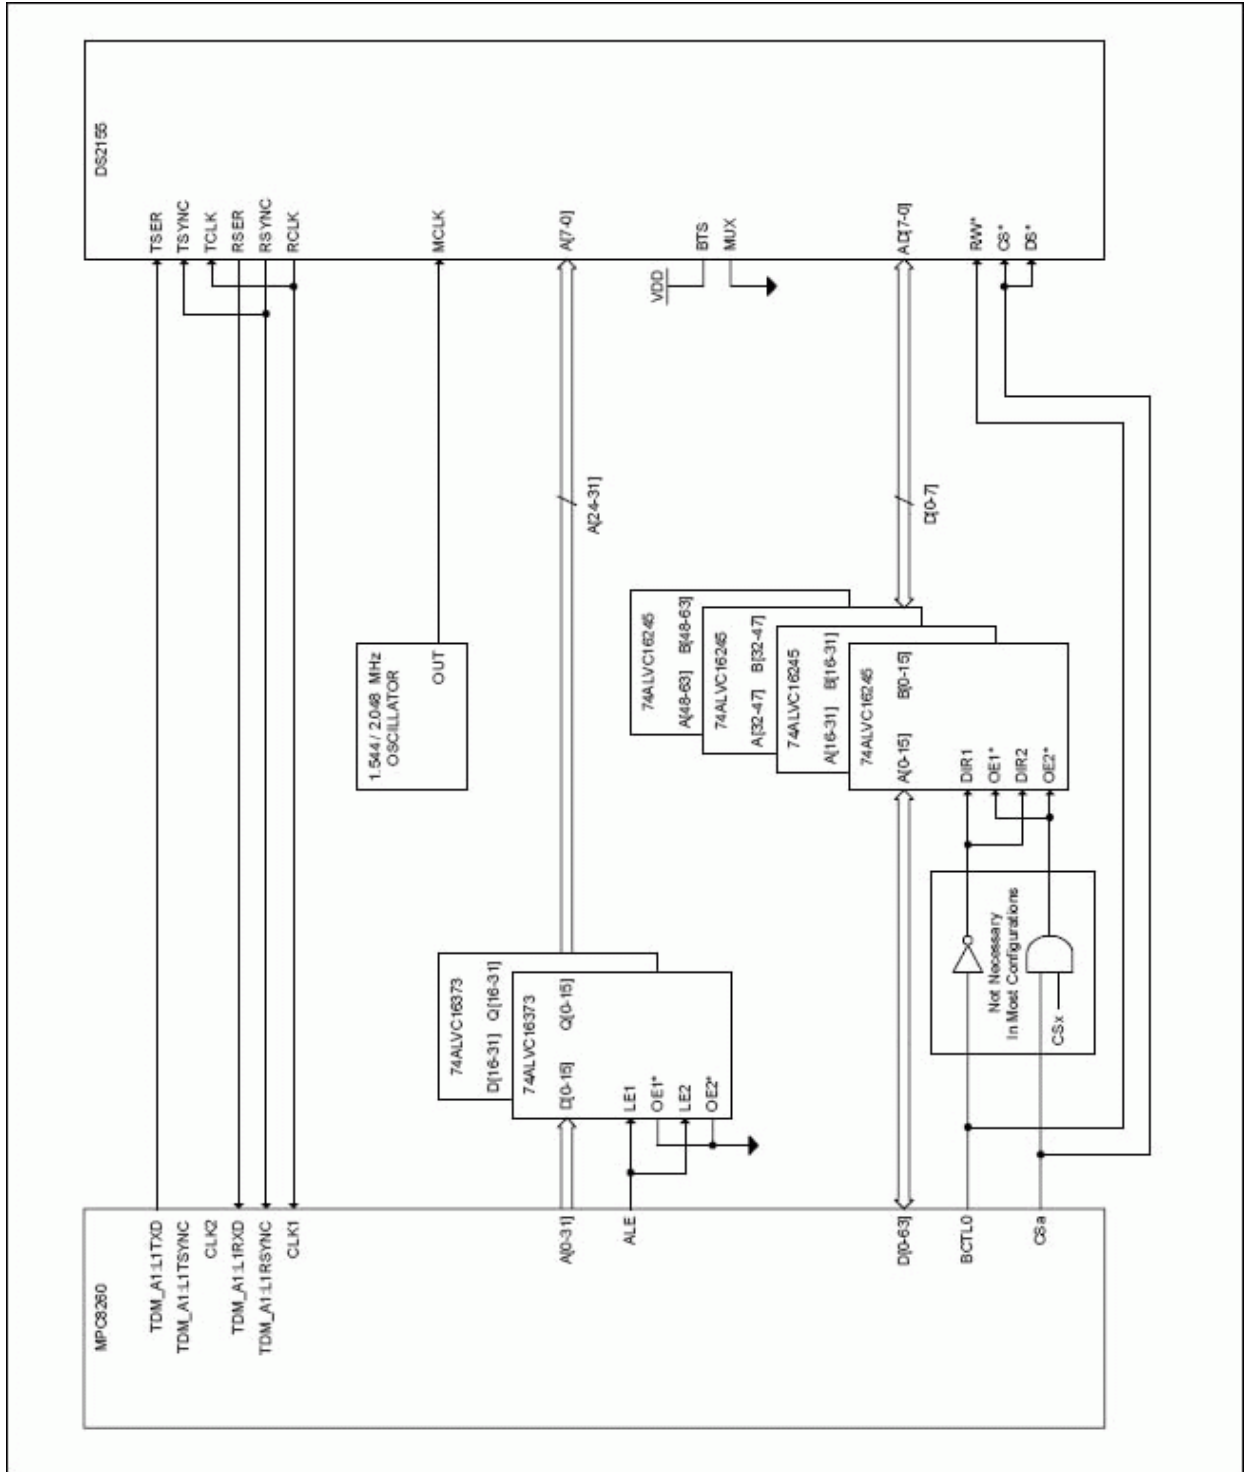 MPC8260
TDM_A1:L1TXD
TDM_A1:L1TSYNC
CLK2
TDM_A1:L1RXD
TDM_A1:L1RSYNC
CLK1
A[0-31]
ALE
D[0-63]
BCTL0
CSa
74ALVC16373
D[16-31] Q[16-31]
74ALVC16373
D[0-15] Q[0-15]
LE1
OE1*
LE2
OE2*
Not Necessary
In Most Configurations
CSx
1.544 / 2.048 MHz
OSCILLATOR
OUT
74ALVC16245
A[48-63] B[48-63]
74ALVC16245
A[32-47] B[32-47]
74ALVC16245
A[16-31] B[16-31]
74ALVC16245
A[0-15] B[0-15]
DIR1
OE1*
DIR2
OE2*
A[24-31]
D[0-7]
VDD
DS2155
TSER
TSYNC
TCLK
RSER
RSYNC
RCLK
MCLK
A[7-0]
BTS
MUX
AD[7-0]
R/W*
CS*
DS*